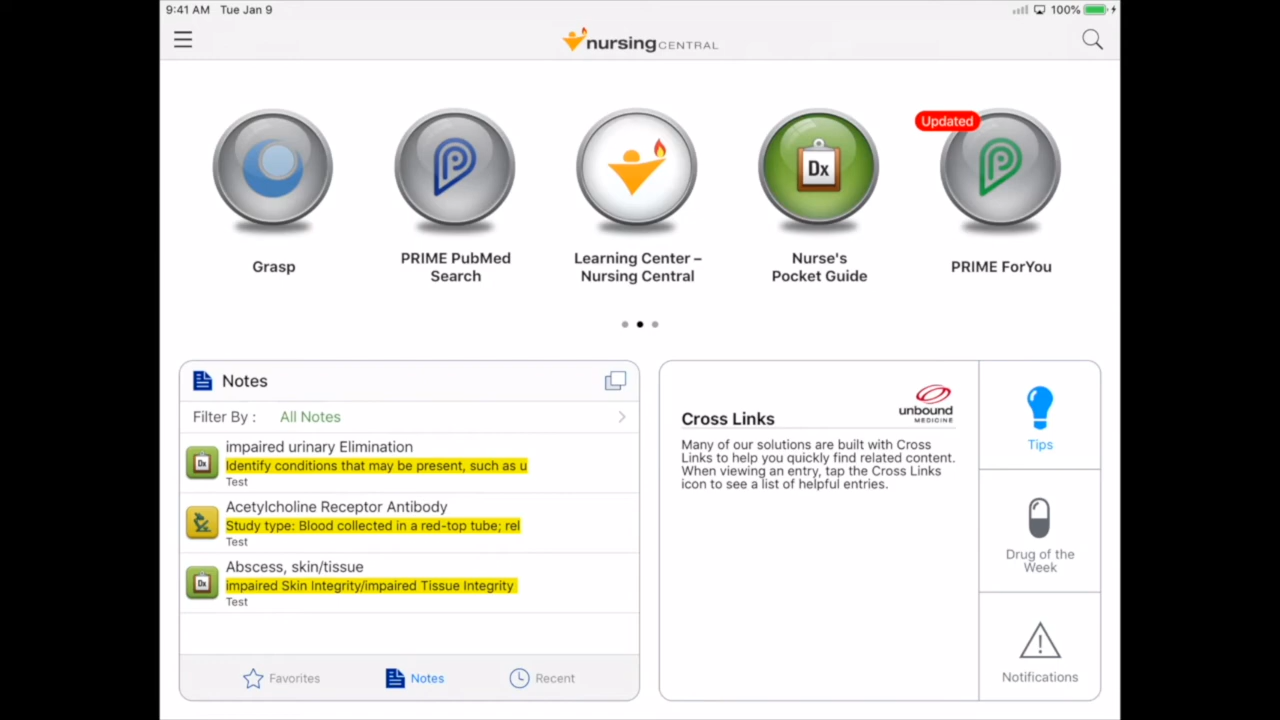 9:41 AM Tue Jan 9
100%
nursing CENTRAL
Updated
Dx
Grasp
PRIME PubMed
Search
Learning Center –
Nursing Central
Nurse's
Pocket Guide
PRIME ForYou
Notes
Filter By : All Notes
impaired urinary Elimination
Identify conditions that may be present, such as u
Test
Dx
Acetylcholine Receptor Antibody
Study type: Blood collected in a red-top tube; rel
Test
Abscess, skin/tissue
impaired Skin Integrity/impaired Tissue Integrity
Test
Dx
Favorites
Notes
Recent
unbound
MEDICINE
Cross Links
Many of our solutions are built with Cross
Links to help you quickly find related content.
When viewing an entry, tap the Cross Links
icon to see a list of helpful entries.
Tips
Drug of the
Week
Notifications